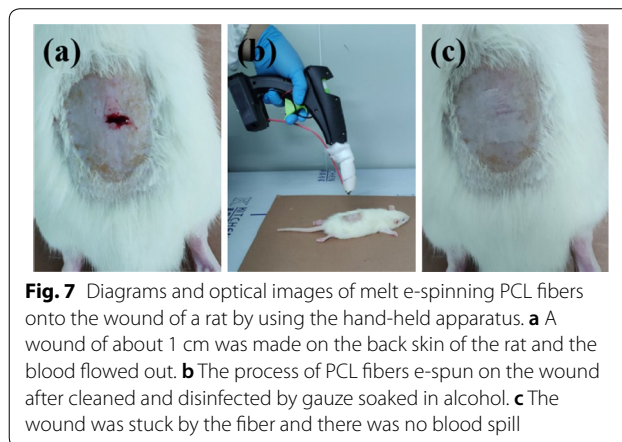 (a) (b) (c)
Fig. 7 Diagrams and optical images of melt e-spinning PCL fibers
onto the wound of a rat by using the hand-held apparatus. a A
wound of about 1 cm was made on the back skin of the rat and the
blood flowed out. b The process of PCL fibers e-spun on the wound
after cleaned and disinfected by gauze soaked in alcohol. c The
wound was stuck by the fiber and there was no blood spill